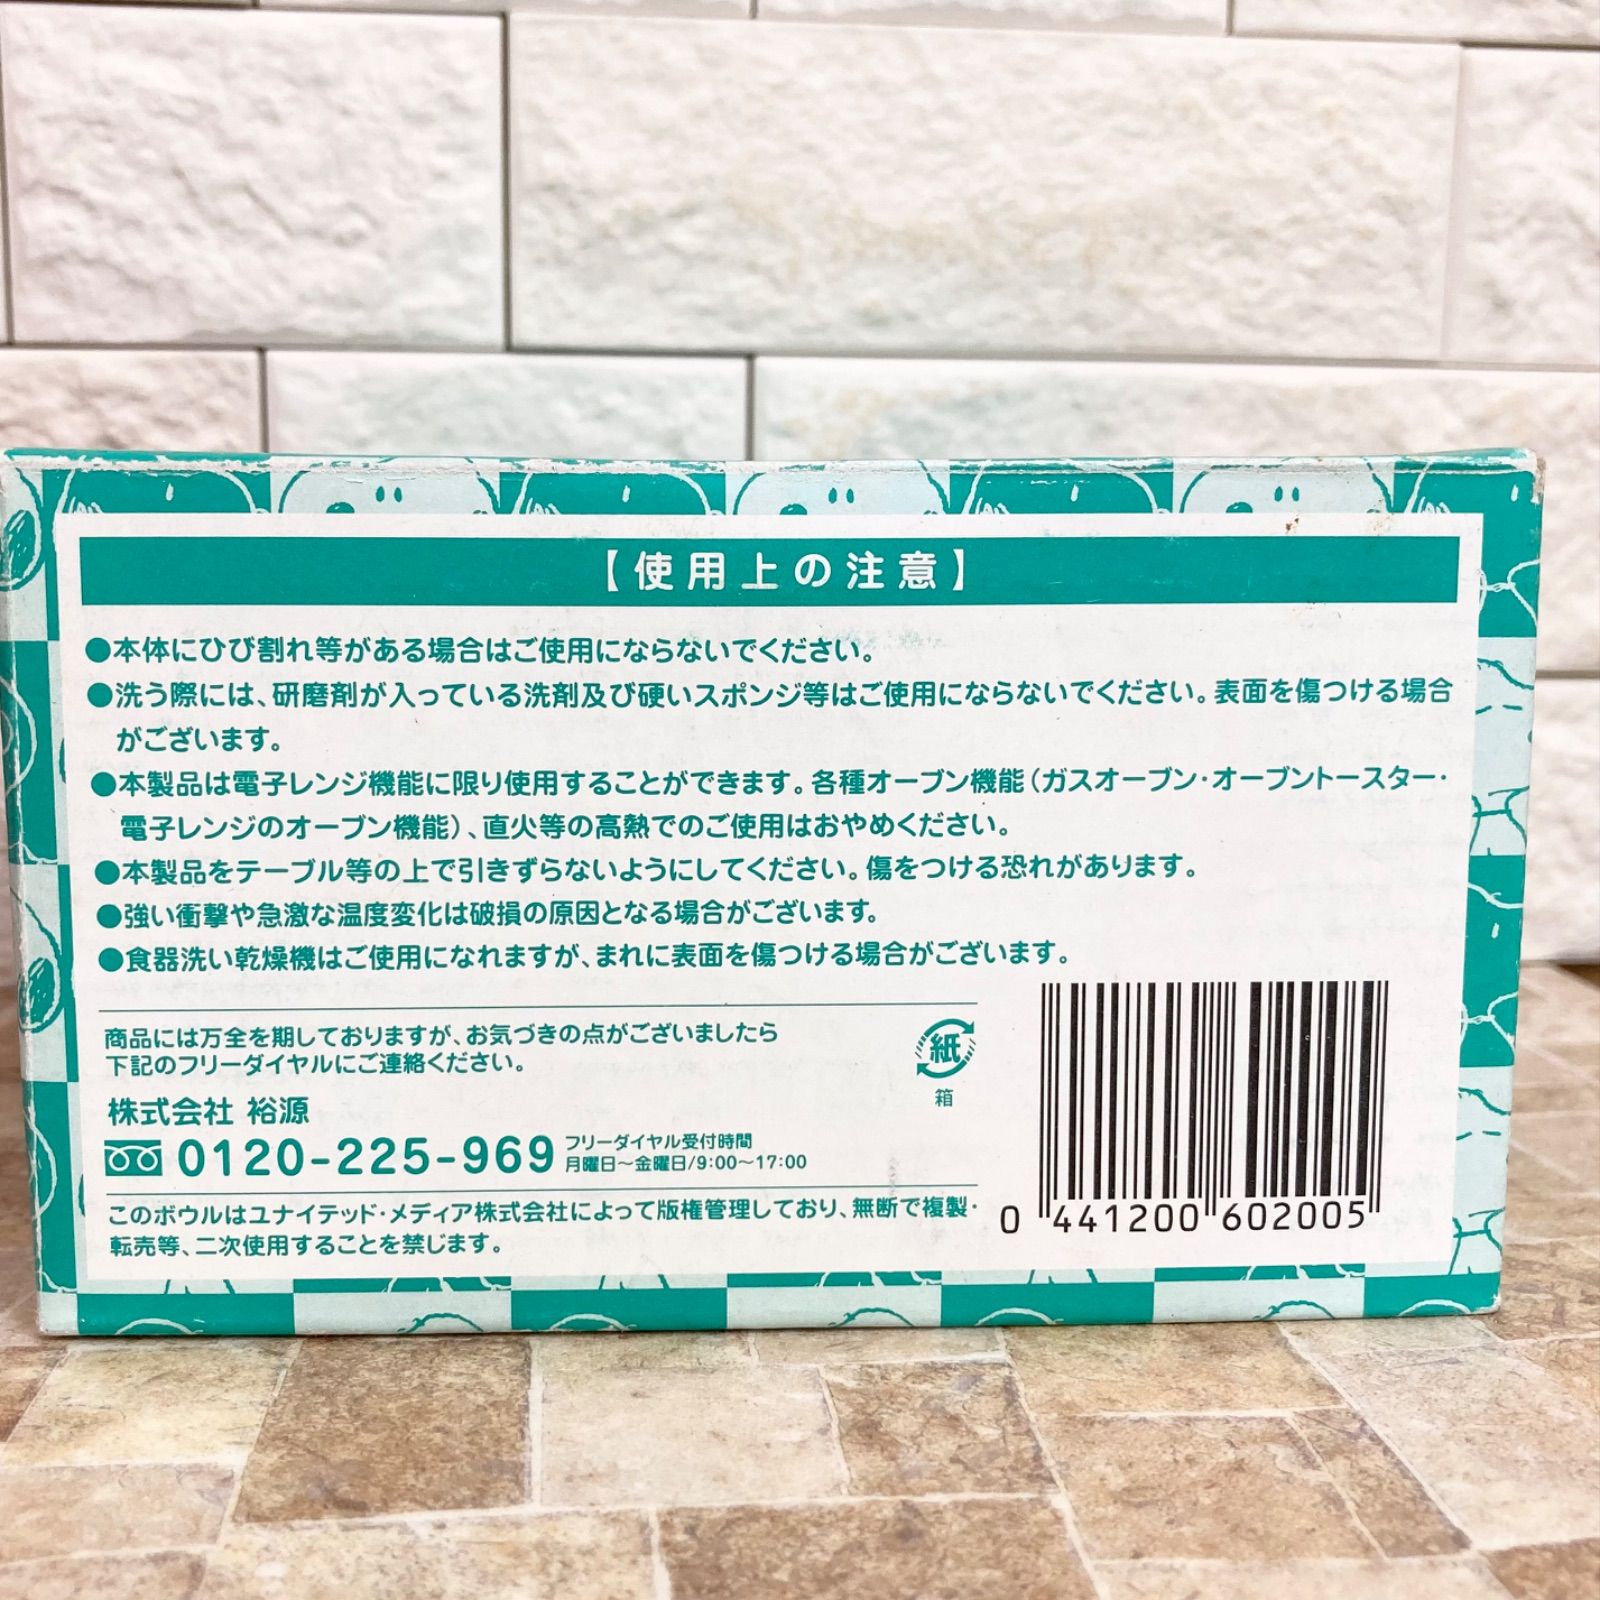 【使用上の注意】
●本体にひび割れ等がある場合はご使用にならないでください。
●洗う際には、研磨剤が入っている洗剤及び硬いスポンジ等はご使用にならないでください。表面を傷つける場合
がございます。
●本製品は電子レンジ機能に限り使用することができます。各種オーブン機能(ガスオーブン・オーブントースター・
電子レンジのオーブン機能)、直火等の高熱でのご使用はおやめください。
●本製品をテーブル等の上で引きずらないようにしてください。傷をつける恐れがあります。
●強い衝撃や急激な温度変化は破損の原因となる場合がございます。
●食器洗い乾燥機はご使用になれますが、まれに表面を傷つける場合がございます。
商品には万全を期しておりますが、お気づきの点がございましたら
下記のフリーダイヤルにご連絡ください。
株式会社 裕源
0120-225-969
フリーダイヤル受付時間
月曜日〜金曜日/9:00〜17:00
このボウルはユナイテッド・メディア株式会社によって版権管理しており、無断で複製・
転売等、二次使用することを禁じます。
紙
箱
0 441200 602005